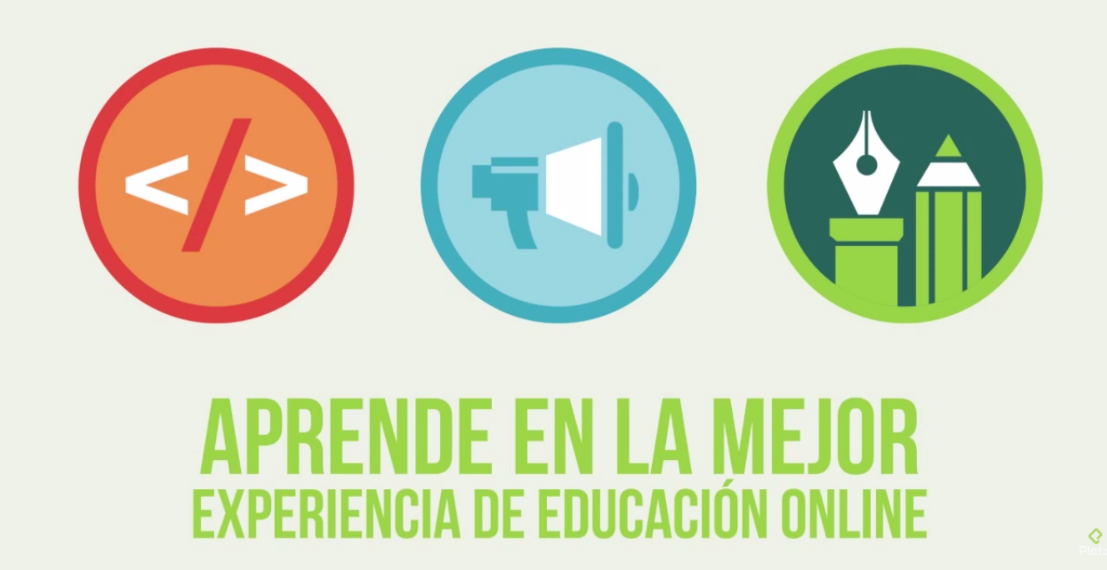 </>
APRENDE EN LA MEJOR
EXPERIENCIA DE EDUCACIÓN ONLINE